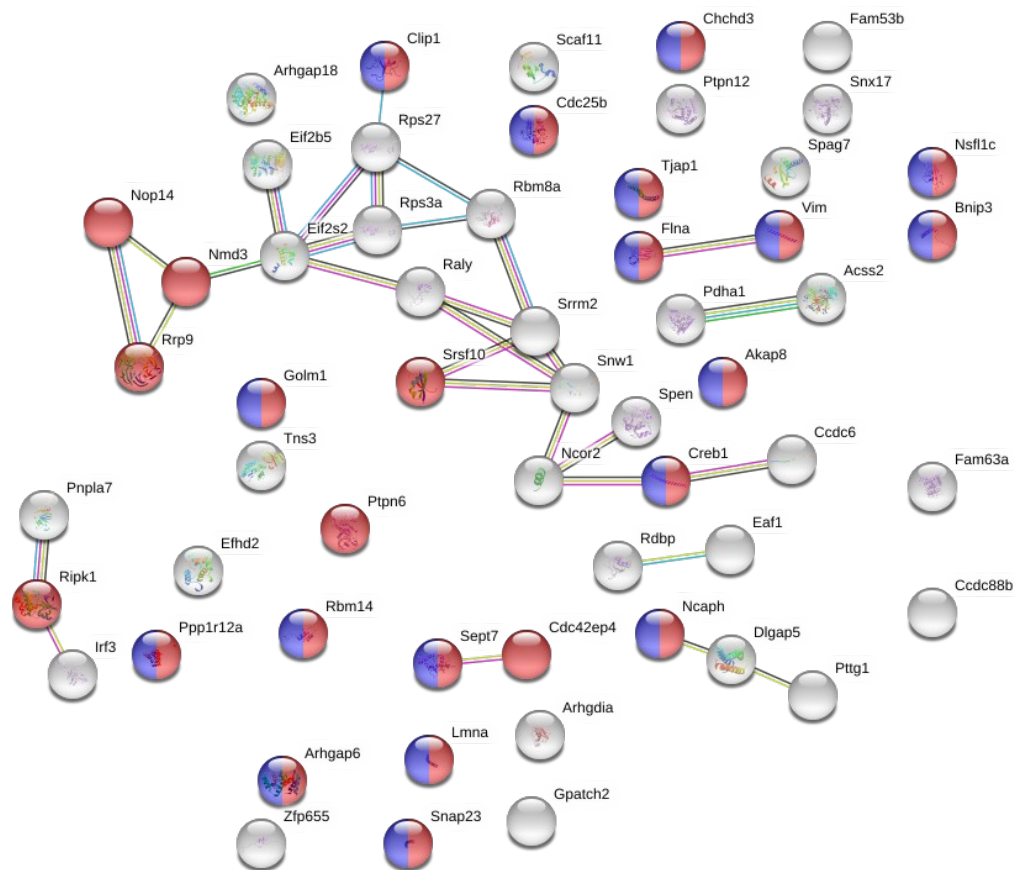 Chchd3
Fam53b
Clip1
Scaf11
Arhgap18
Ptpn12
Snx17
Cdc25b
Rps27
Eif2b5
Spag7
Nsfl1c
Tjap1
Rbm8a
Nop14
Rps3a
Vim
Bnip3
Eif2s2
Flna
Nmd3
Raly
Acss2
Pdha1
Srrm2
Rrp9
Srsf10
Snw1
Akap8
Golm1
Spen
Tns3
Ncor2
Creb1
Ccdc6
Fam63a
Pnpla7
Ptpn6
Eaf1
Efhd2
Rdbp
Ripk1
Ccdc88b
Rbm14
Ncaph
Irf3
Ppp1r12a
Sept7
Cdc42ep4
Dlgap5
Pttg1
Arhgdia
Lmna
Arhgap6
Gpatch2
Zfp655
Snap23